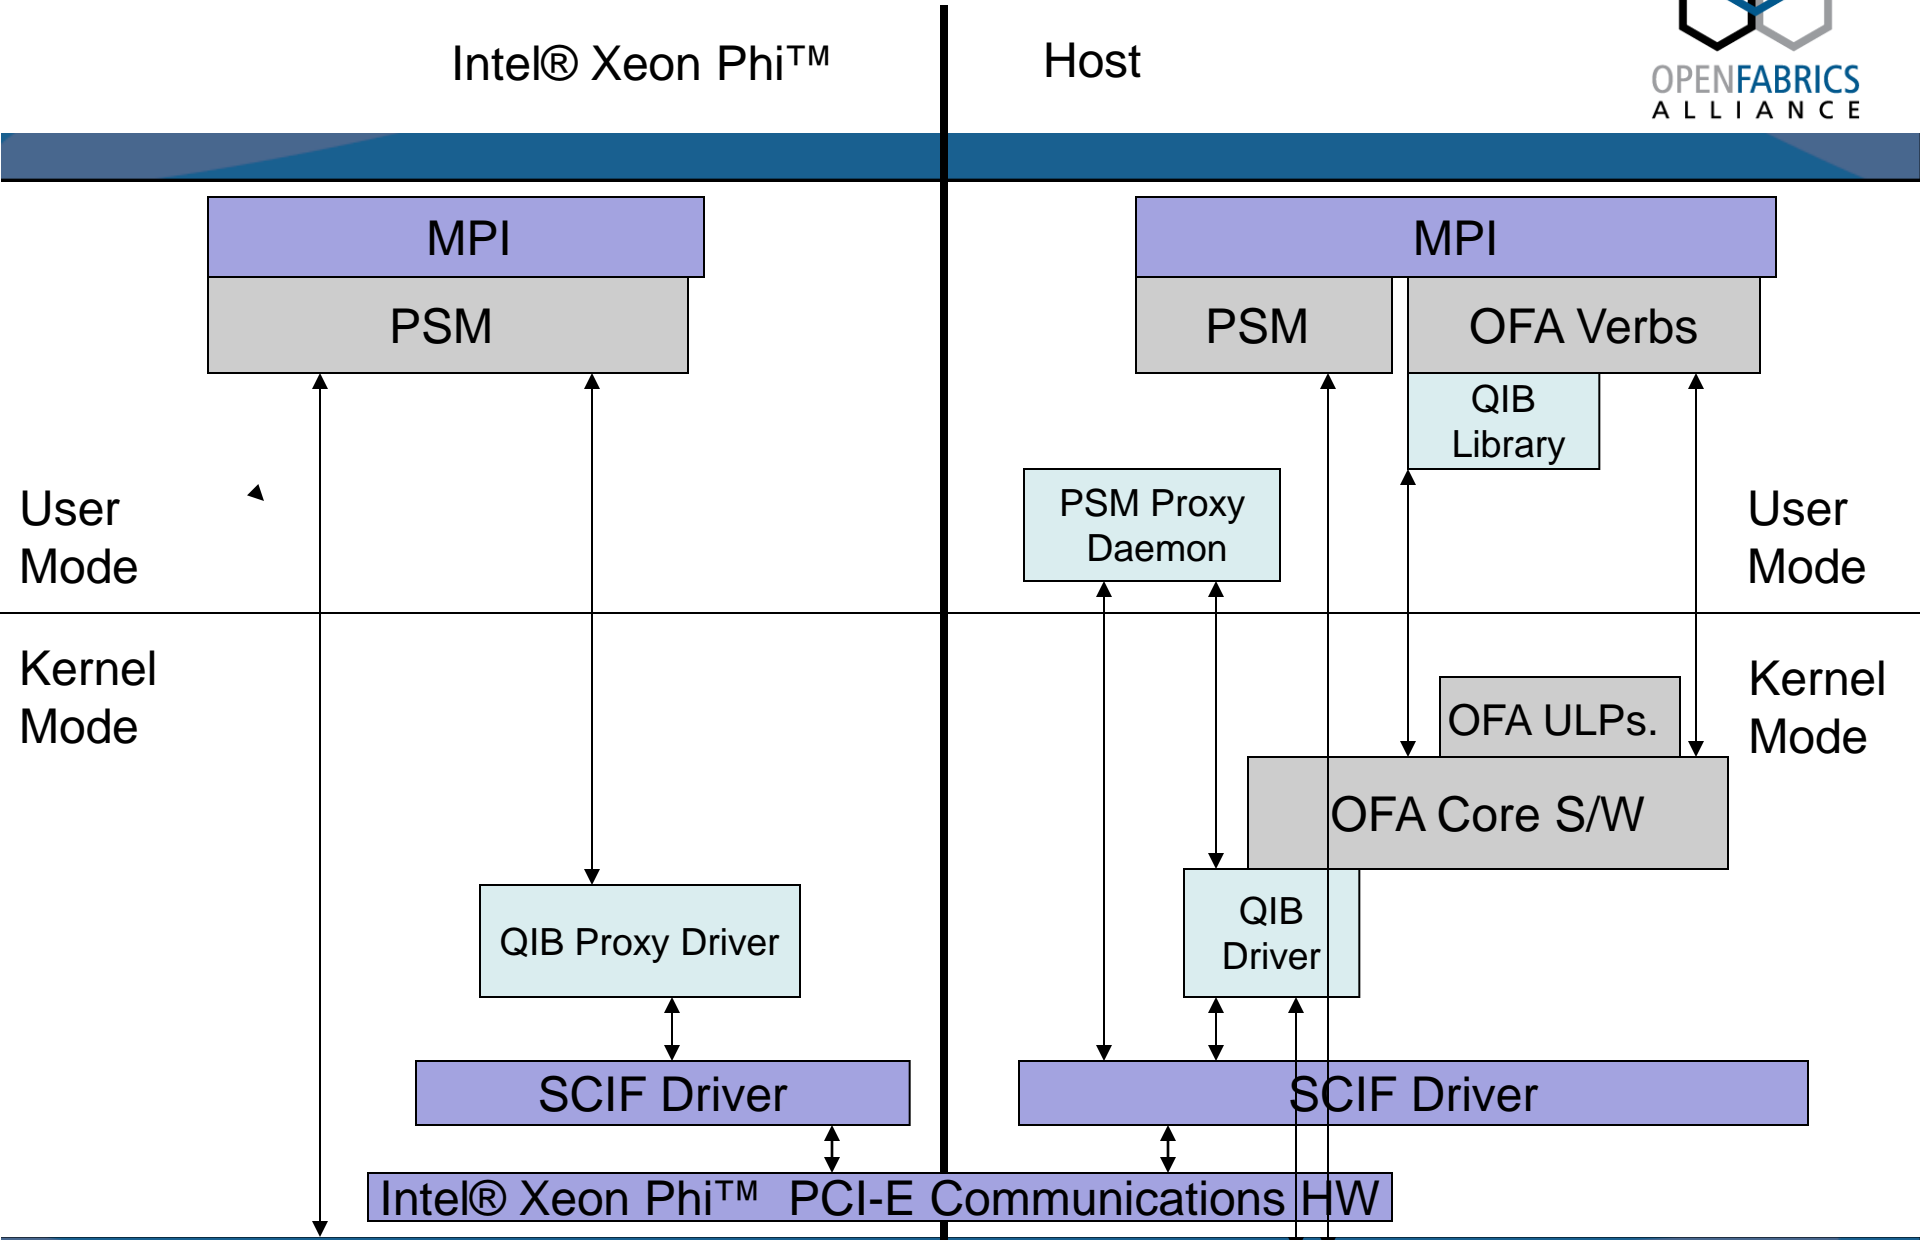 Intel® Xeon Phi™
Host
OPENFABRICS
ALLIANCE
MPI
PSM
MPI
PSM
OFA Verbs
QIB
Library
PSM Proxy
Daemon
User
Mode
User
Mode
Kernel
Mode
Kernel
Mode
OFA ULPs.
OFA Core S/W
QIB Proxy Driver
QIB
Driver
SCIF Driver
SCIF Driver
Intel® Xeon Phi™ PCI-E Communications HW